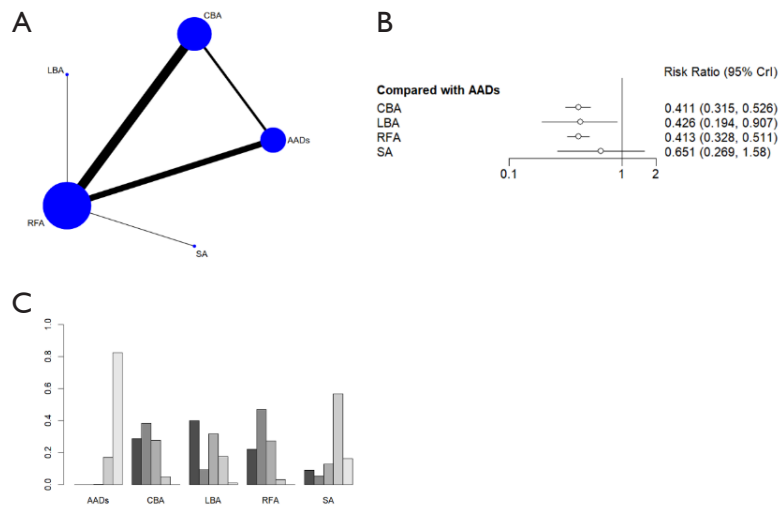 A
CBA
LBA
AADs
RFA
SA
B
Risk Ratio (95% CrI)
Compared with AADs
CBA 0.411 (0.315, 0.526)
LBA 0.426 (0.194, 0.907)
RFA 0.413 (0.328, 0.511)
SA 0.651 (0.269, 1.58)
0.1 1 2
C
1.0
0.8
0.6
0.4
0.2
0.0
AADs CBA LBA RFA SA